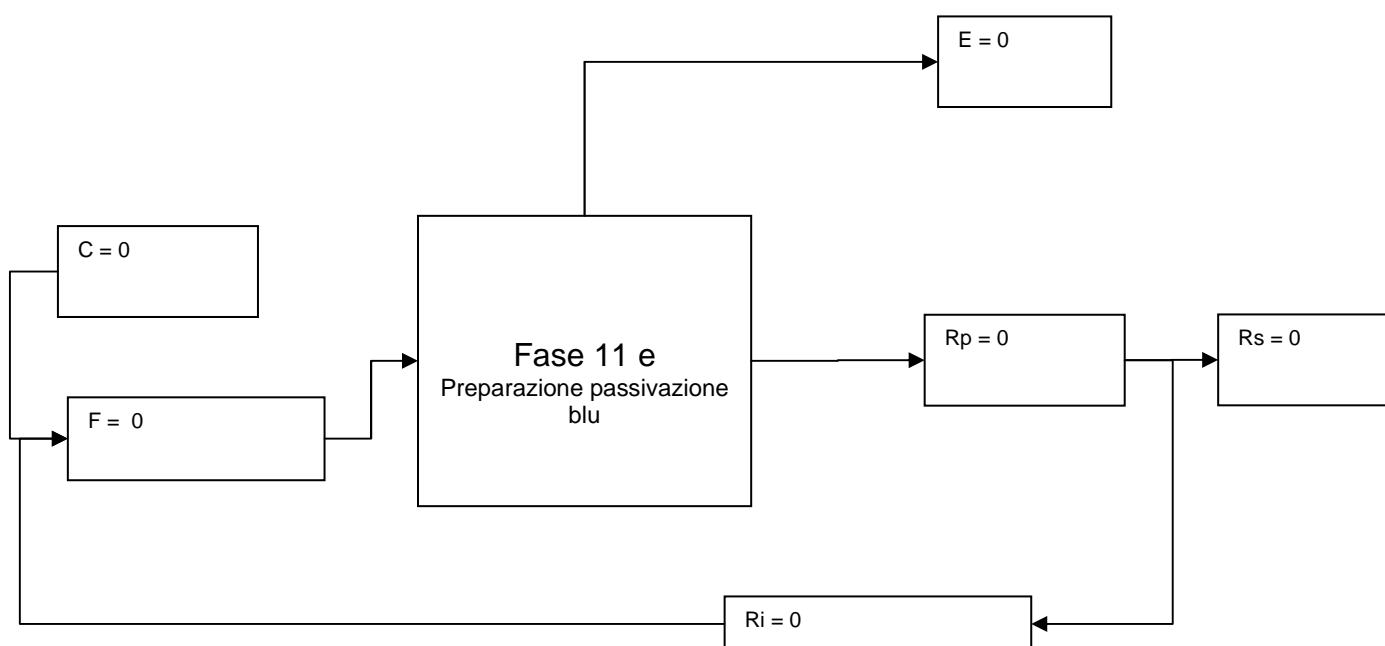 E = 0
C = 0
Fase 11 e
Preparazione passivazione
blu
Rp = 0
Rs = 0
F =  0
Ri = 0